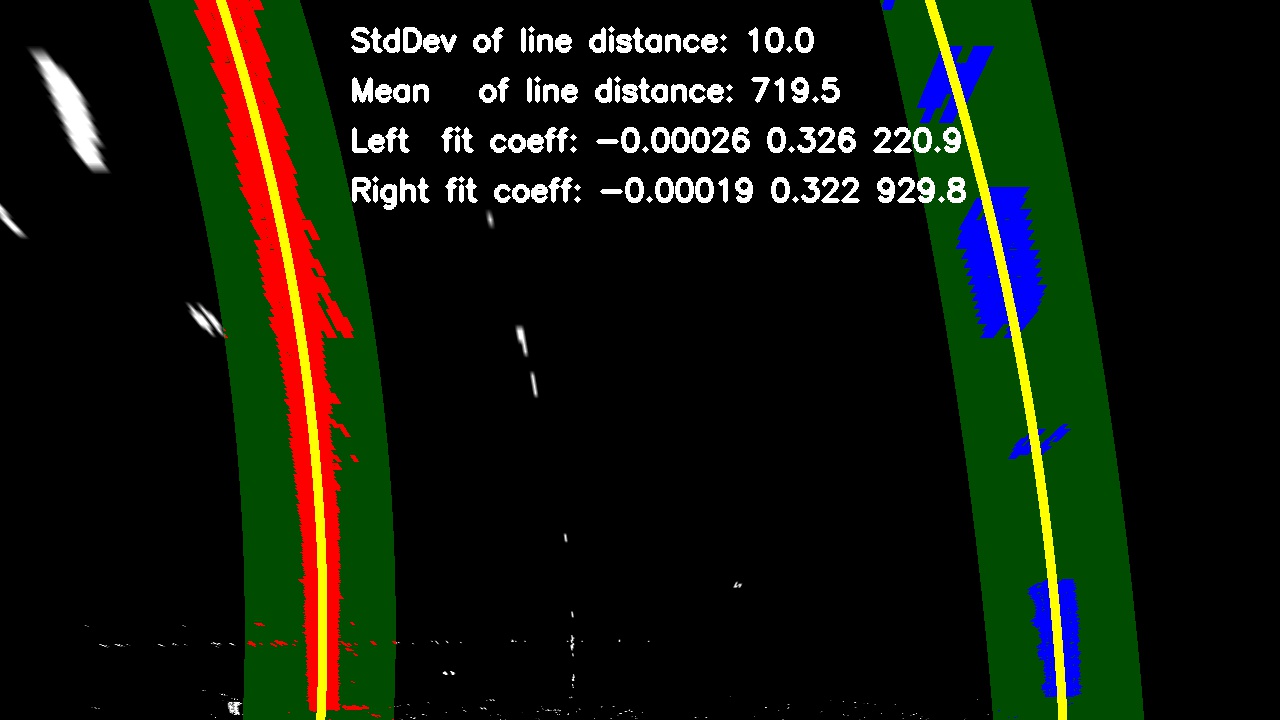 StdDev of line distance: 10.0
Mean of line distance: 719.5
Left fit coeff: -0.00026 0.326 220.9
Right fit coeff: -0.00019 0.322 929.8